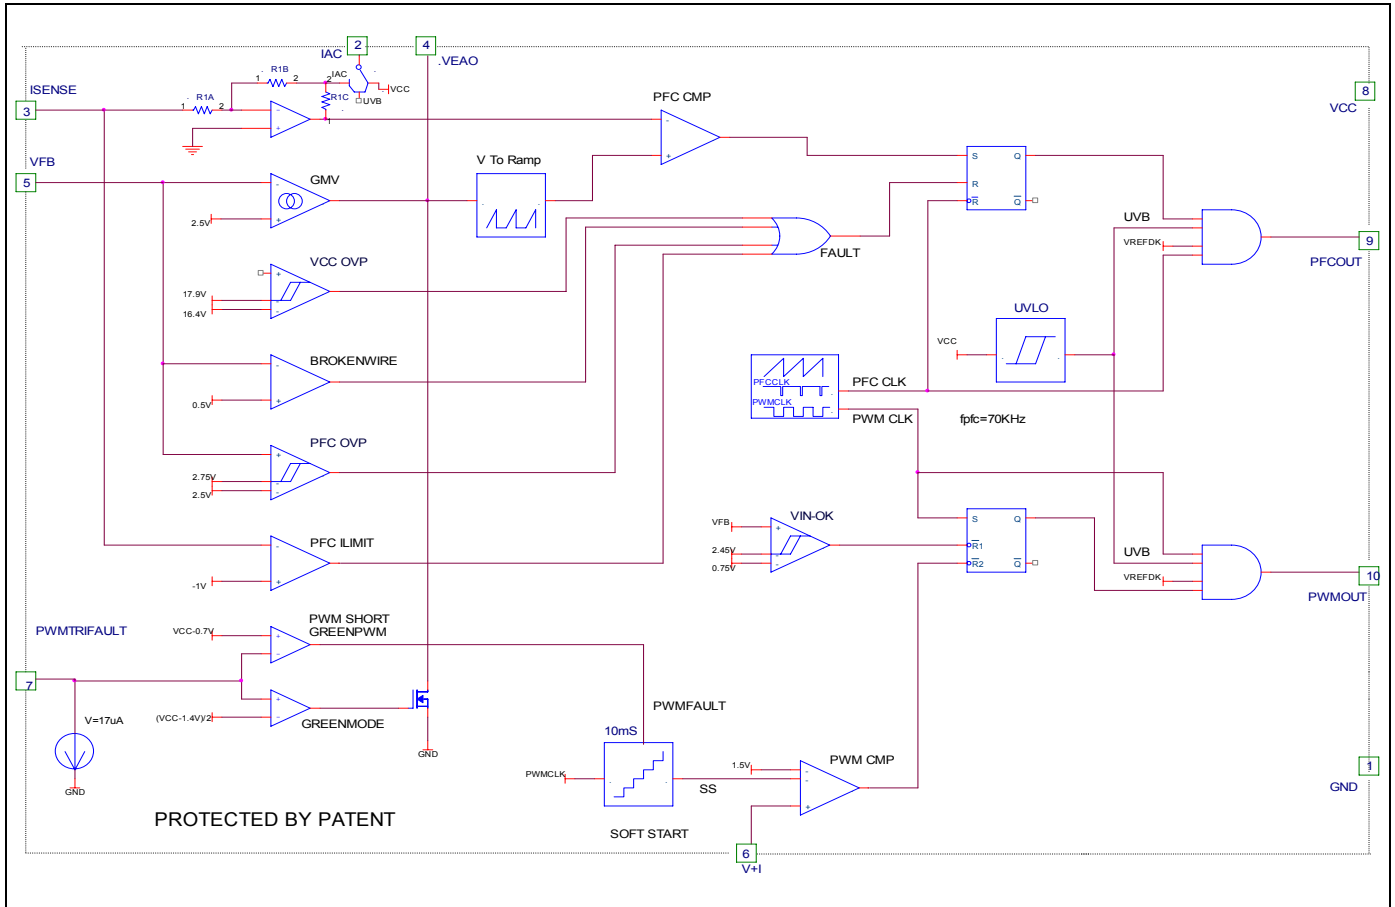 2
4
IAC
.VEAO
R1B
1 2
2
IAC
VCC
UVB
R1C
1
ISENSE
3
R1A
1 2
-
+
PFC CMP
-
+
8
VCC
VFB
5
GMV
-
+
2.5V
V To Ramp
S Q
R
R Q
UVB
VREFDK
9
PFCOUT
FAULT
VCC OVP
+
-
17.9V
16.4V
UVLO
VCC
BROKENWIRE
-
+
0.5V
PFCCLK
PWMCLK
PFC CLK
PWM CLK
fpfc=70KHz
PFC OVP
+
-
2.75V
2.5V
VIN-OK
VFB
+
-
2.45V
0.75V
S Q
R1
R2 Q
UVB
VREFDK
10
PWMOUT
PFC ILIMIT
-
+
-1V
PWM SHORT
GREENPWM
VCC-0.7V
+
-
PWMTRIFAULT
7
V=17uA
GND
+
-
(VCC-1.4V)/2
GREENMODE
GND
PWMFAULT
10mS
PWMCLK
SS
SOFT START
1.5V
PWM CMP
-
-
+
1
GND
PROTECTED BY PATENT
6
V+I